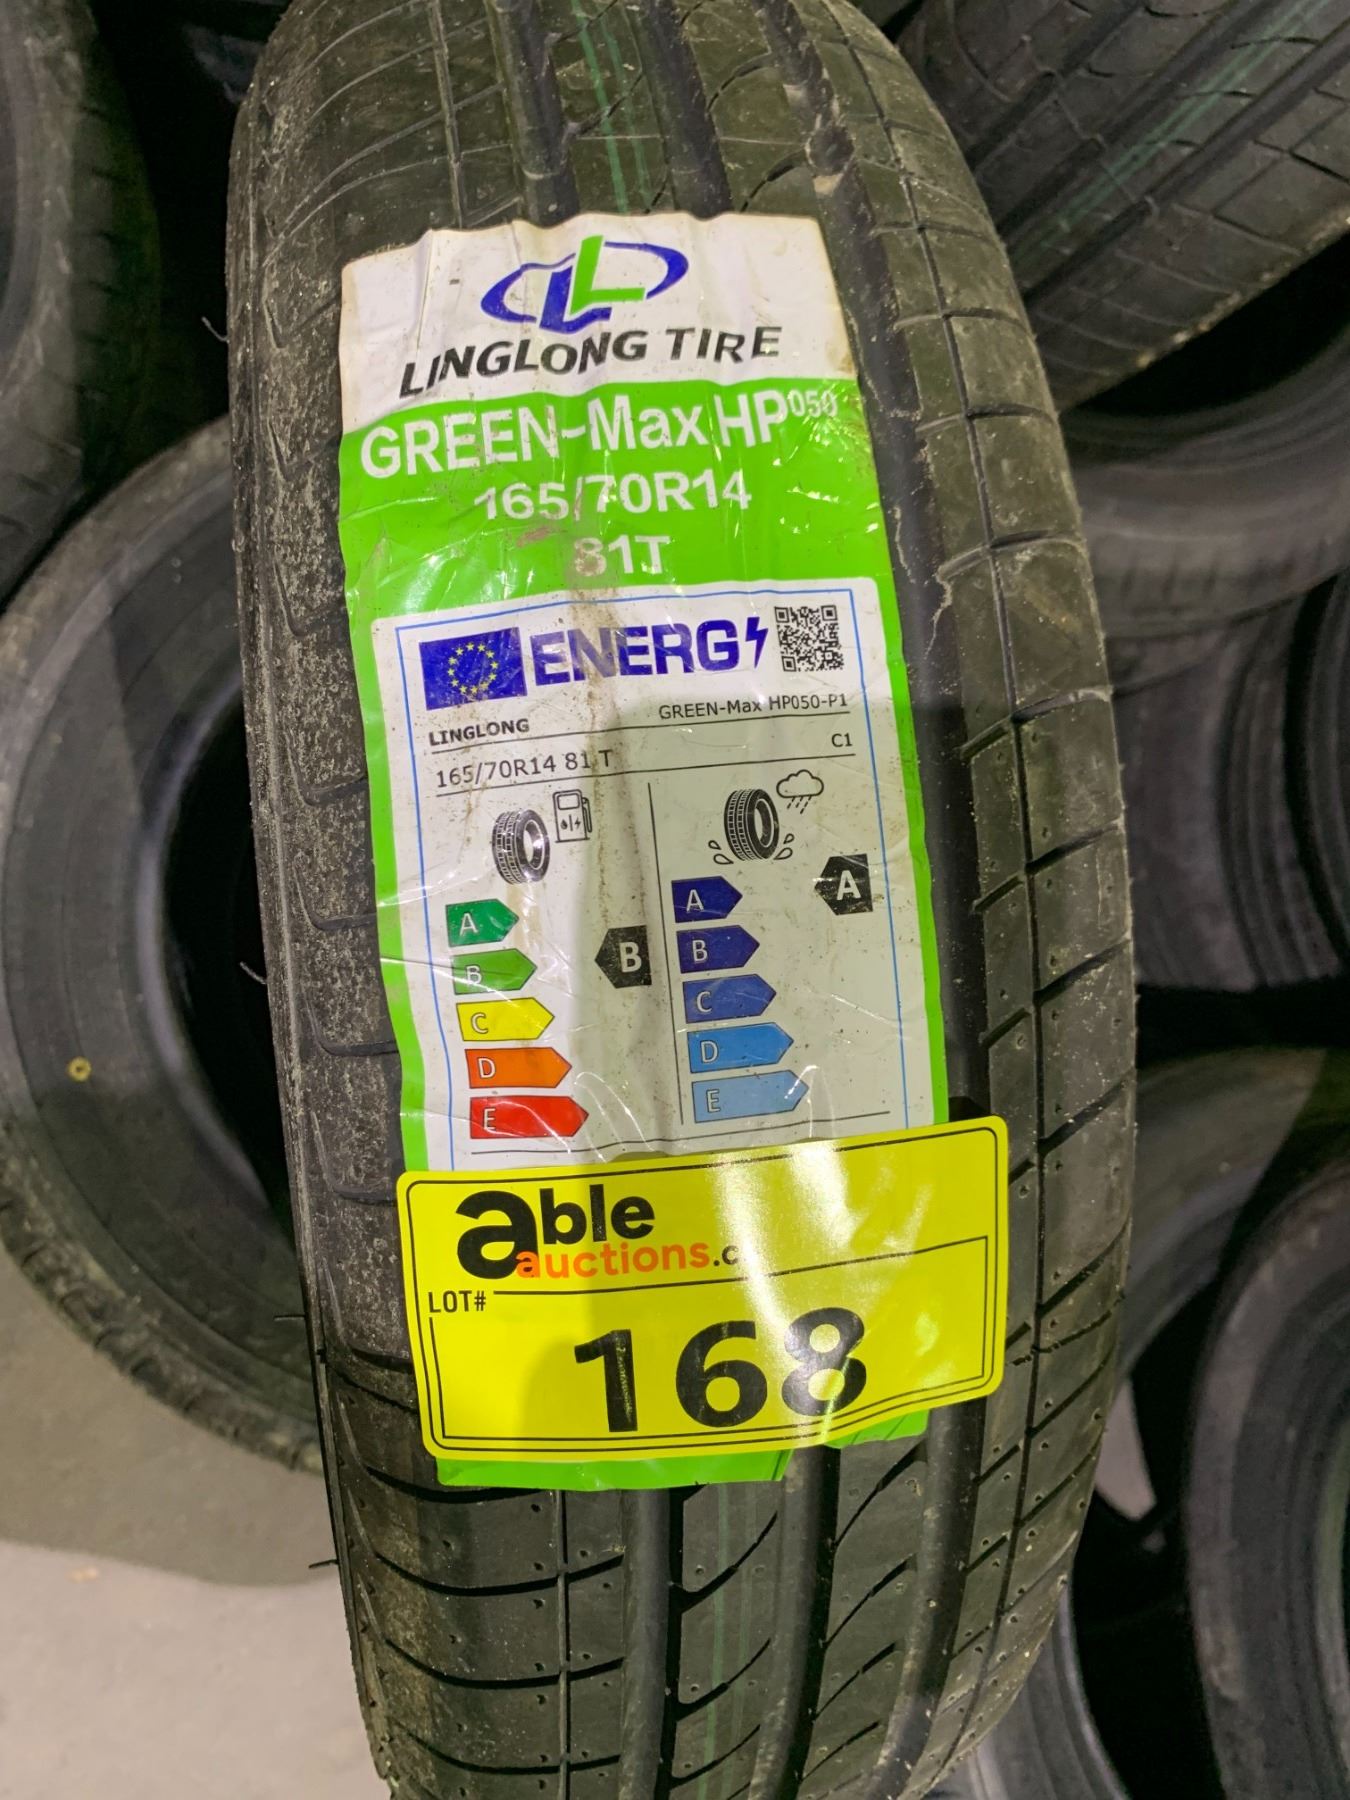 LINGLONG TIRE
GREEN-Max HP050
165/70R14
81T
ENERG
LINGLONG GREEN-Max HP050-P1
165/70R14 81 T C1
A A
A
B B
B
C C
D D
E E
able
auctions.c
LOT#
168